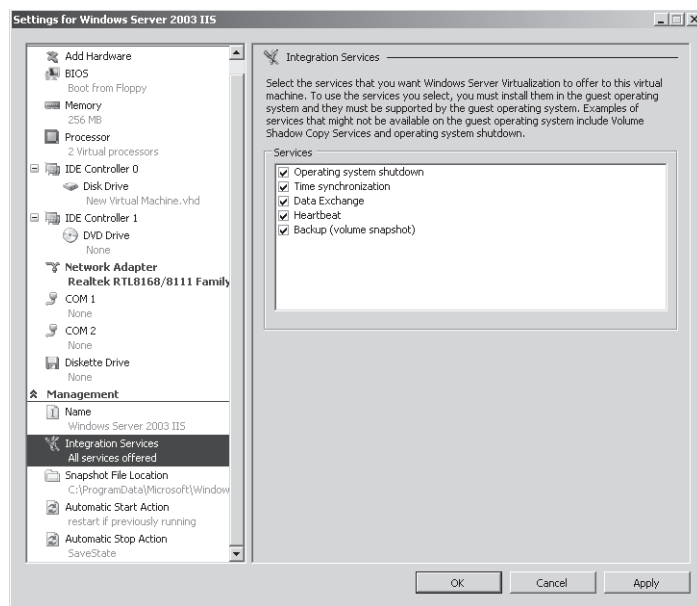 Settings for Windows Server 2003 IIS
Add Hardware
BIOS
Boot from Floppy
Memory
256 MB
Processor
2 Virtual processors
IDE Controller 0
Disk Drive
New Virtual Machine.vhd
IDE Controller 1
DVD Drive
None
Network Adapter
Realtek RTL8168/8111 Family
COM 1
None
COM 2
None
Diskette Drive
None
Management
Name
Windows Server 2003 IIS
Integration Services
All services offered
Snapshot File Location
C:\ProgramData\Microsoft\Window
Automatic Start Action
restart if previously running
Automatic Stop Action
SaveState
Integration Services
Select the services that you want Windows Server Virtualization to offer to this virtual
machine. To use the services you select, you must install them in the guest operating
system and they must be supported by the guest operating system. Examples of
services that might not be available on the guest operating system include Volume
Shadow Copy Services and operating system shutdown.
Services
Operating system shutdown
Time synchronization
Data Exchange
Heartbeat
Backup (volume snapshot)
OK
Cancel
Apply